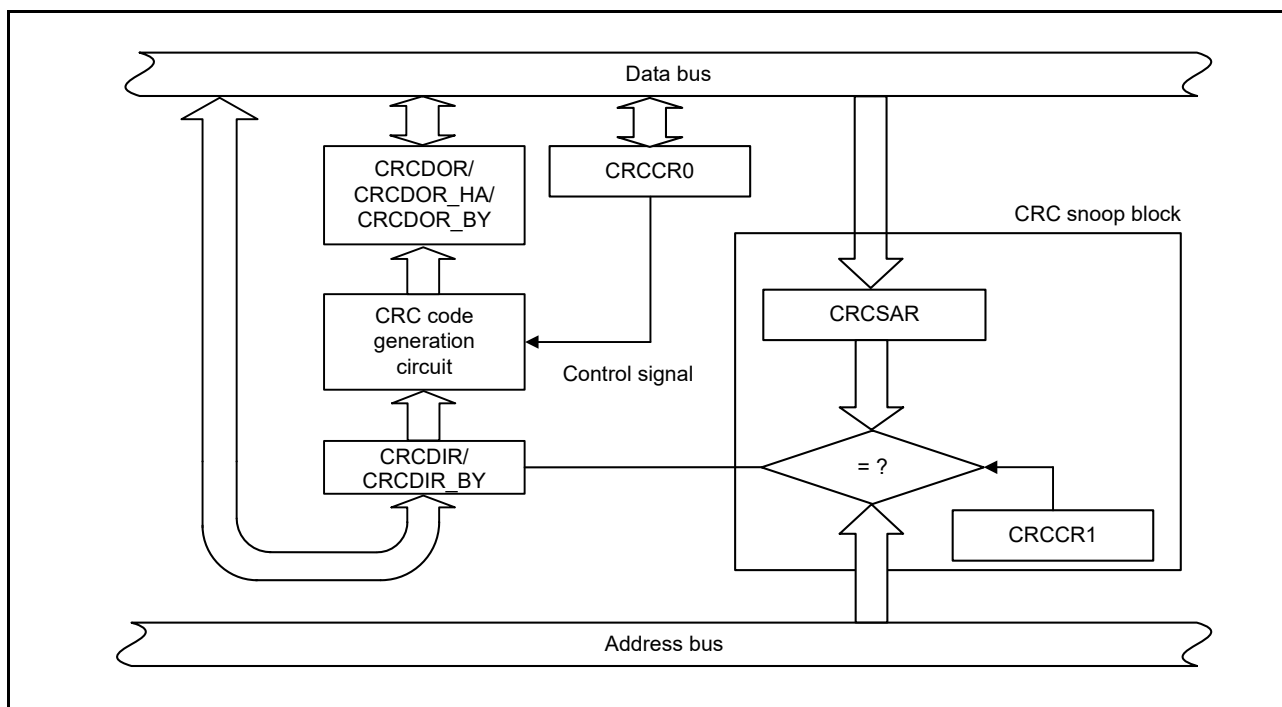 Data bus
CRCDOR/
CRCDOR_HA/
CRCDOR_BY
CRCCR0
CRC snoop block
CRCSAR
CRC code
generation
circuit
Control signal
CRCDIR/
CRCDIR_BY
= ?
CRCCR1
Address bus